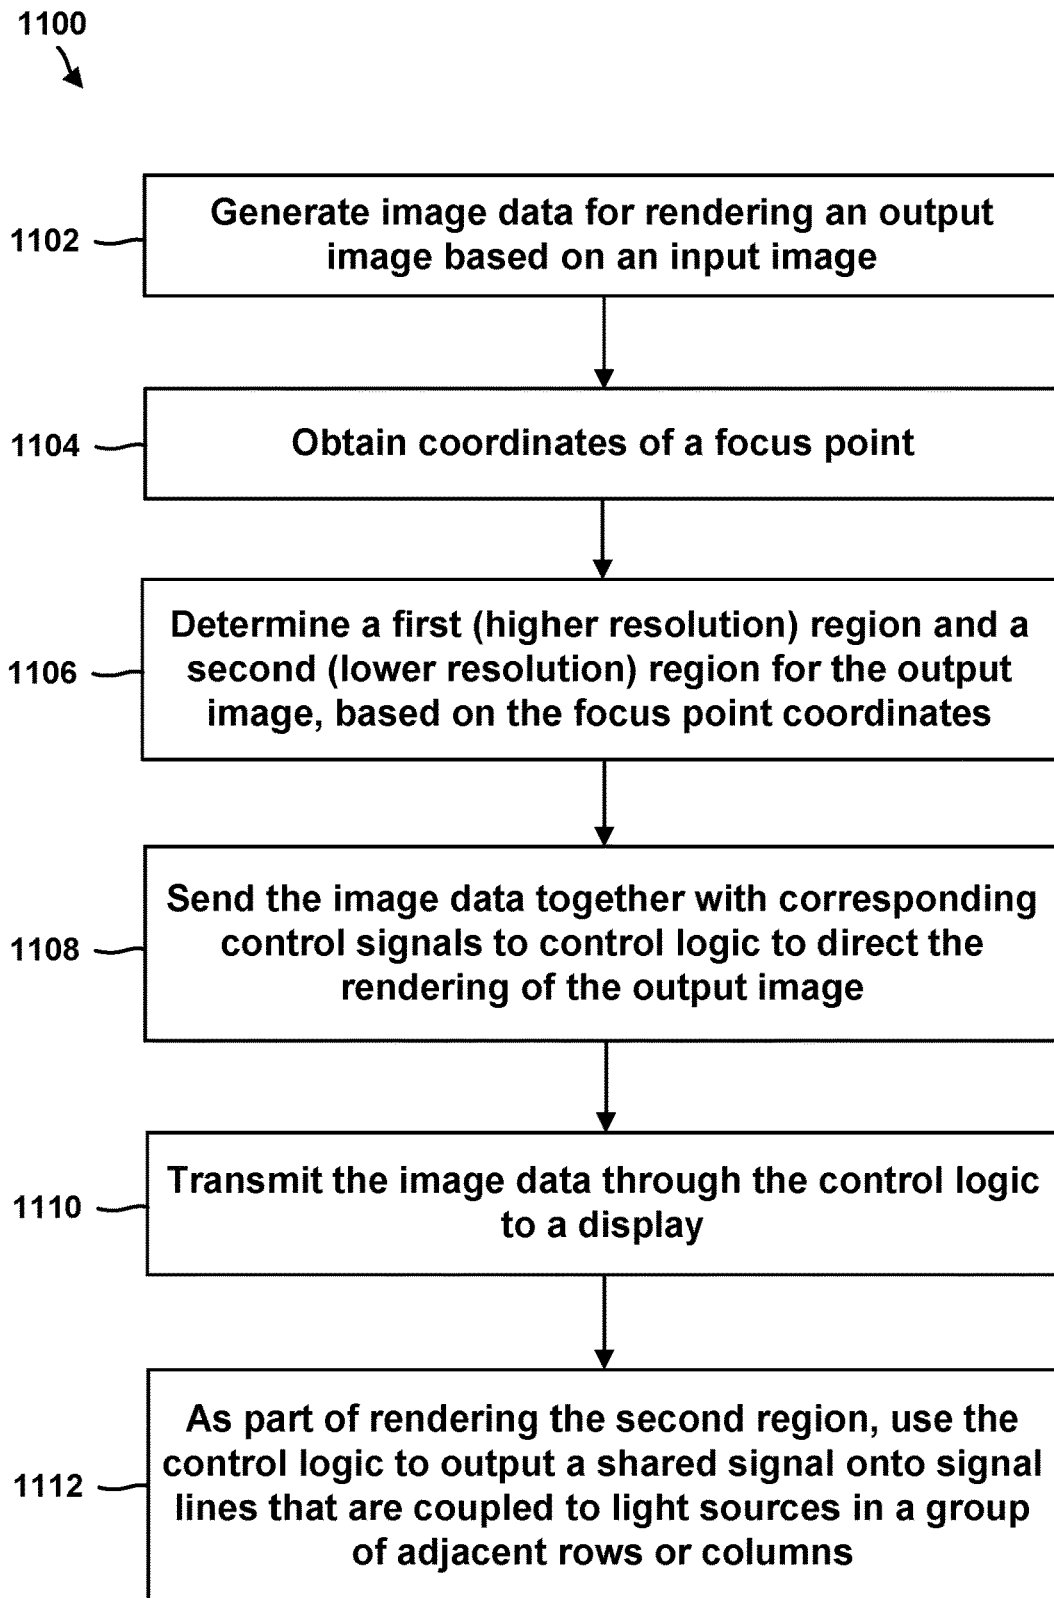 1100
1102
Generate image data for rendering an output
image based on an input image
1104
Obtain coordinates of a focus point
1106
Determine a first (higher resolution) region and a
second (lower resolution) region for the output
image, based on the focus point coordinates
1108
Send the image data together with corresponding
control signals to control logic to direct the
rendering of the output image
1110
Transmit the image data through the control logic
to a display
1112
As part of rendering the second region, use the
control logic to output a shared signal onto signal
lines that are coupled to light sources in a group
of adjacent rows or columns